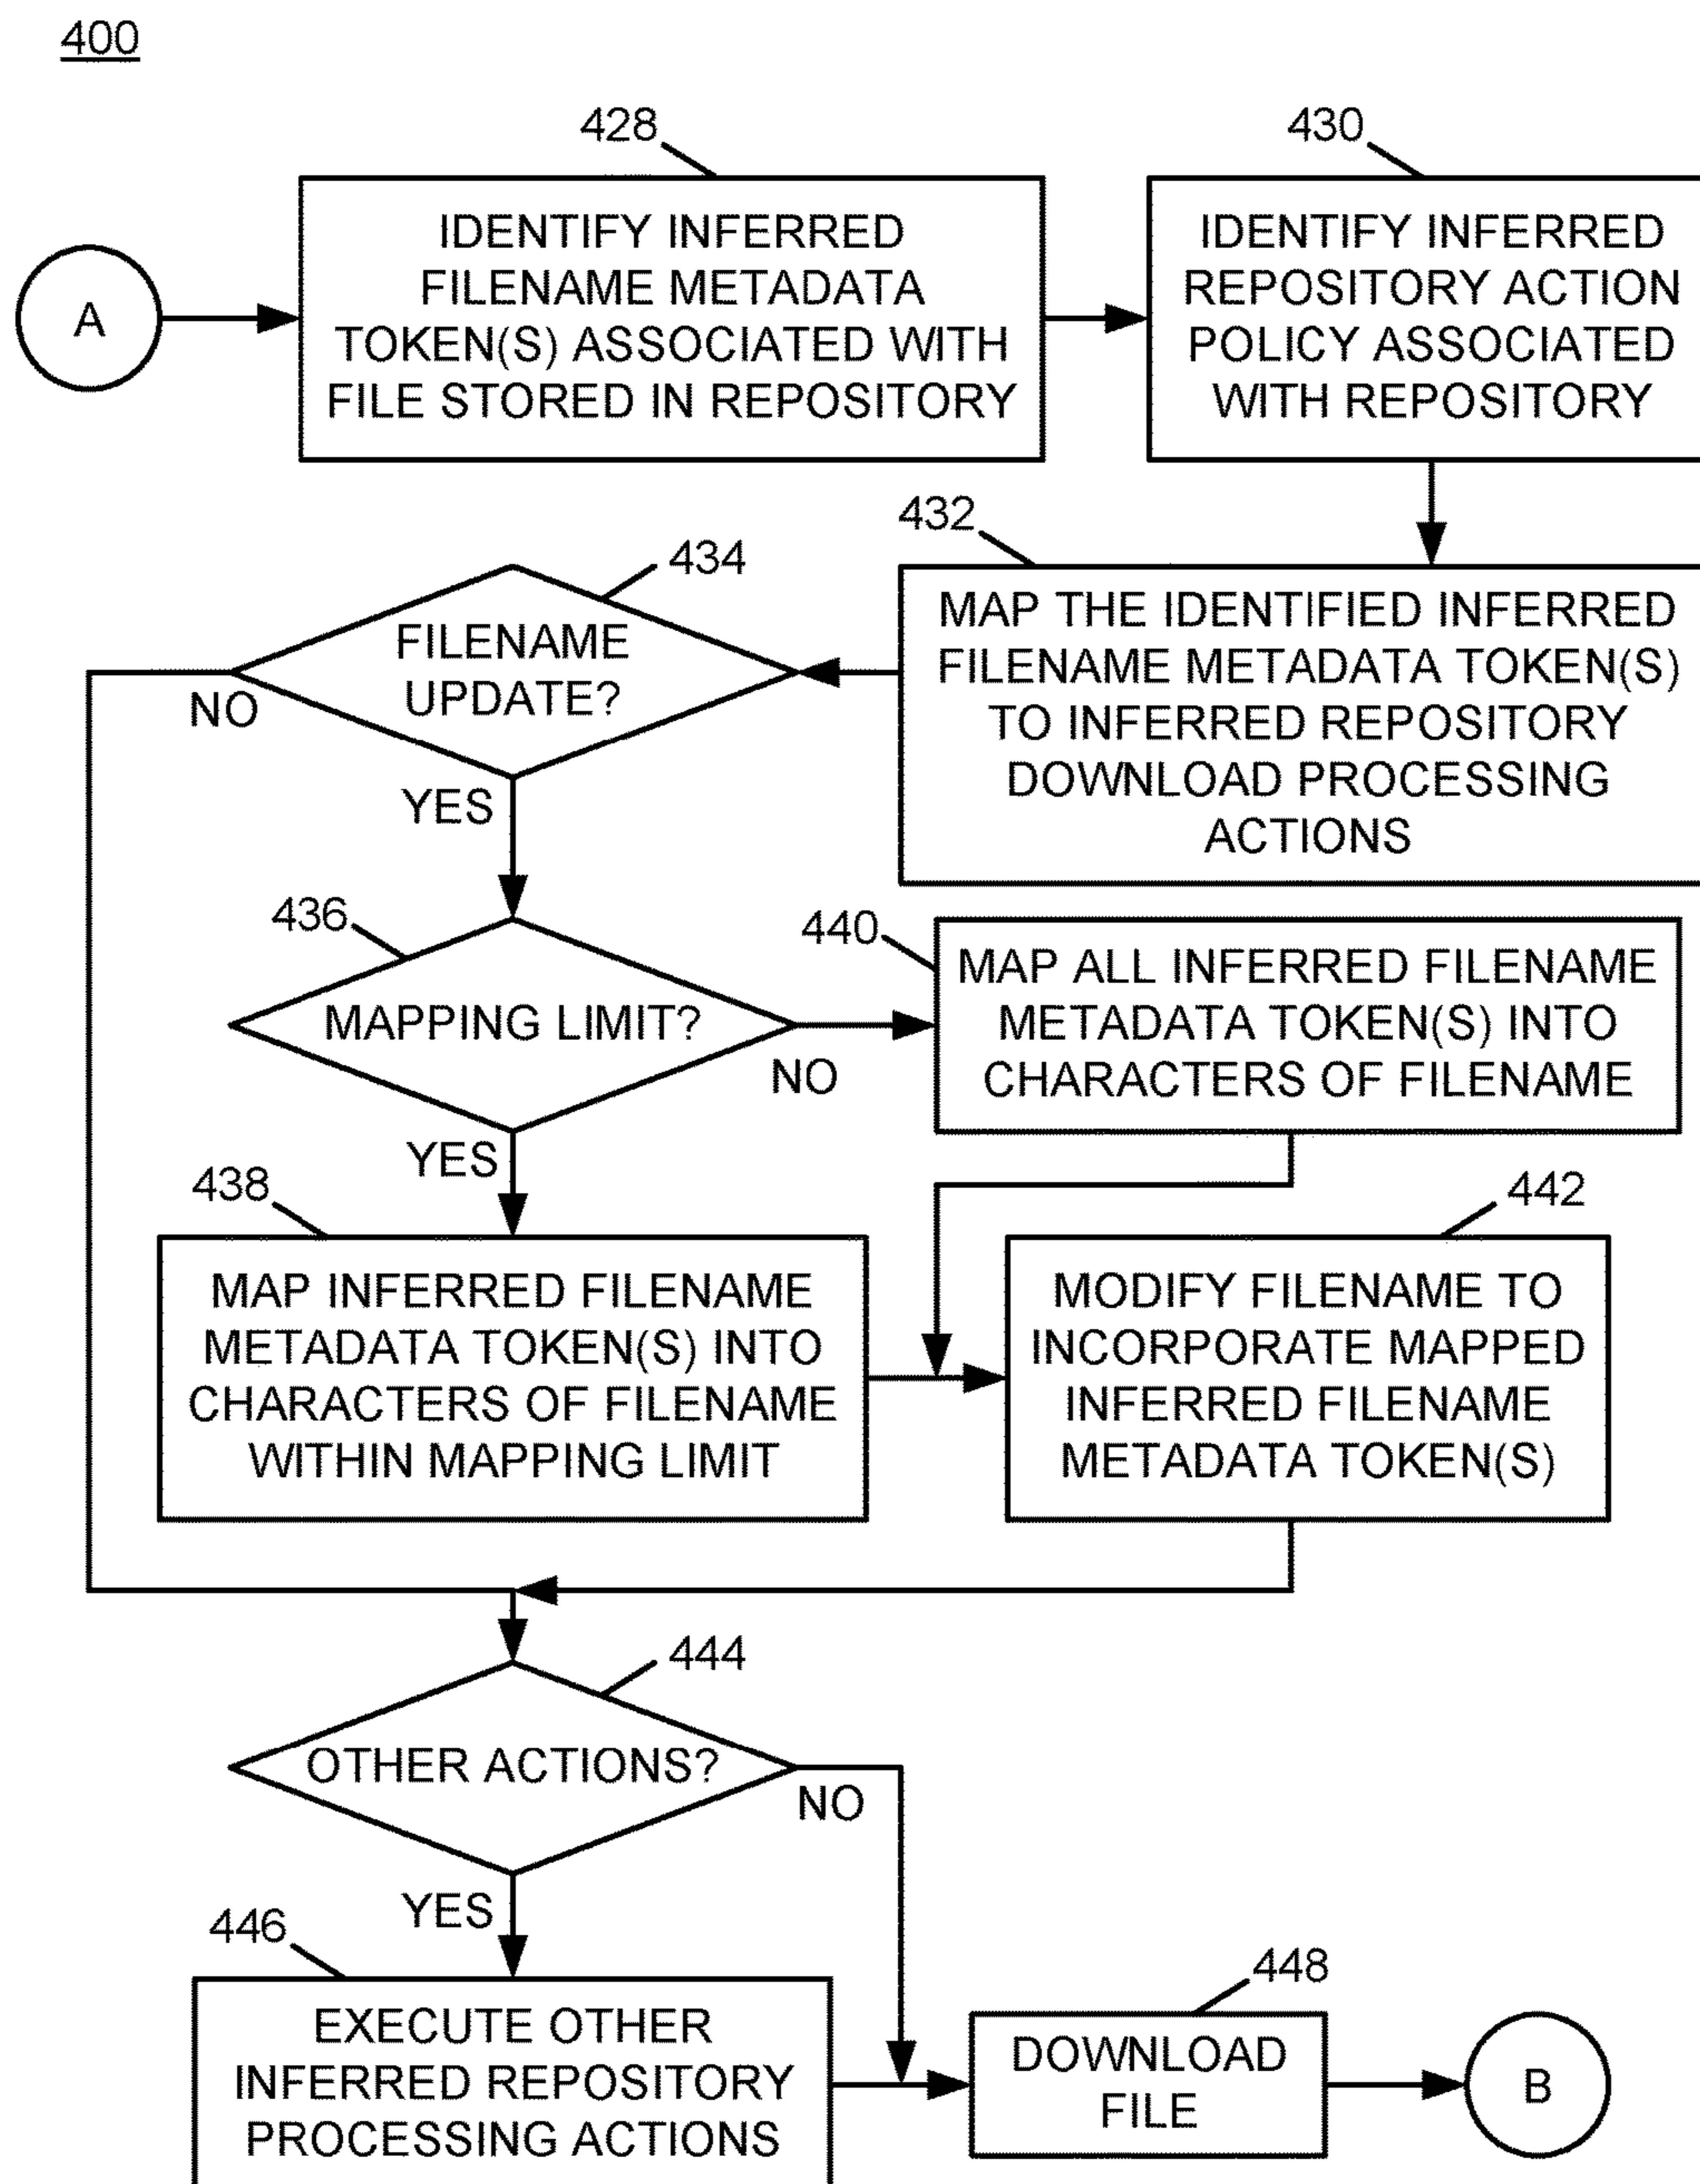 400
428
430
A
IDENTIFY INFERRED
FILENAME METADATA
TOKEN(S) ASSOCIATED WITH
FILE STORED IN REPOSITORY
IDENTIFY INFERRED
REPOSITORY ACTION
POLICY ASSOCIATED
WITH REPOSITORY
432
MAP THE IDENTIFIED INFERRED
FILENAME METADATA TOKEN(S)
TO INFERRED REPOSITORY
DOWNLOAD PROCESSING
ACTIONS
434
FILENAME
UPDATE?
NO
YES
436
MAPPING LIMIT?
NO
YES
440
MAP ALL INFERRED FILENAME
METADATA TOKEN(S) INTO
CHARACTERS OF FILENAME
438
MAP INFERRED FILENAME
METADATA TOKEN(S) INTO
CHARACTERS OF FILENAME
WITHIN MAPPING LIMIT
442
MODIFY FILENAME TO
INCORPORATE MAPPED
INFERRED FILENAME
METADATA TOKEN(S)
444
OTHER ACTIONS?
NO
YES
446
EXECUTE OTHER
INFERRED REPOSITORY
PROCESSING ACTIONS
448
DOWNLOAD
FILE
B